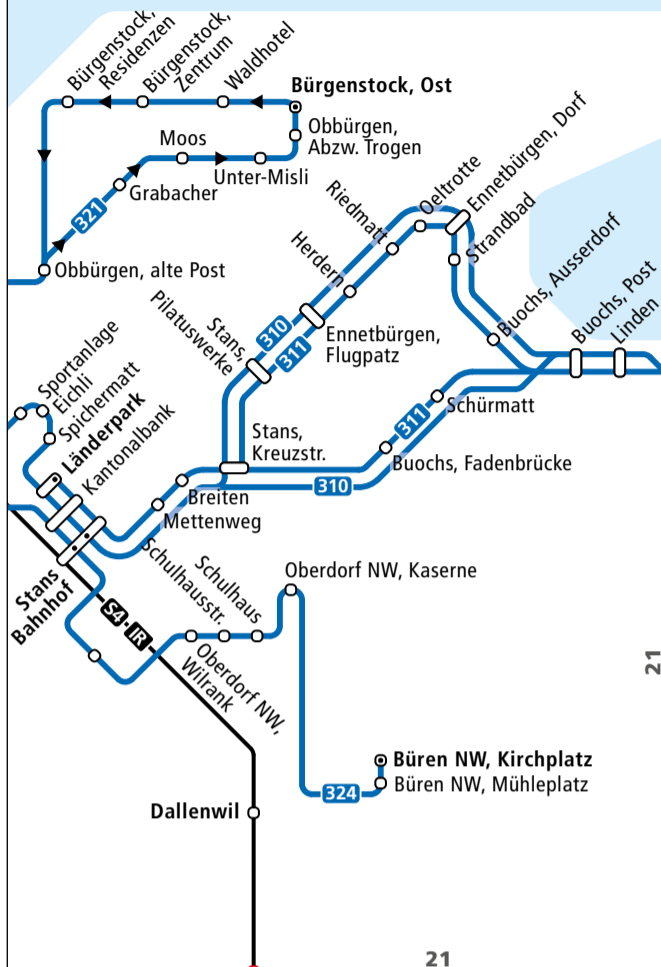 Bürgenstock,
Residenzen
Bürgenstock,
Zentrum
Waldhotel
Bürgenstock, Ost
Obbürgen,
Abzw. Trogen
Moos
Unter-Misli
Grabacher
321
Obbürgen, alte Post
Riedmatt
Oeltrotte
Ennetbürgen, Dorf
Strandbad
Herdern
Buochs, Ausserdorf
Buochs, Post
Linden
Stans,
Pilatuswerke
310
311
Ennetbürgen,
Flugpatz
Sportanlage
Eichli
Spichermatt
Länderpark
Kantonalbank
Stans,
Kreuzstr.
311
Schürmatt
Buochs, Fadenbrücke
310
Breiten
Mettenweg
Stans
Bahnhof
S4
IR
Schulhausstr.
Schulhaus
Oberdorf NW, Kaserne
Oberdorf NW,
Wilrank
21
Büren NW, Kirchplatz
324
Büren NW, Mühleplatz
Dallenwil
21